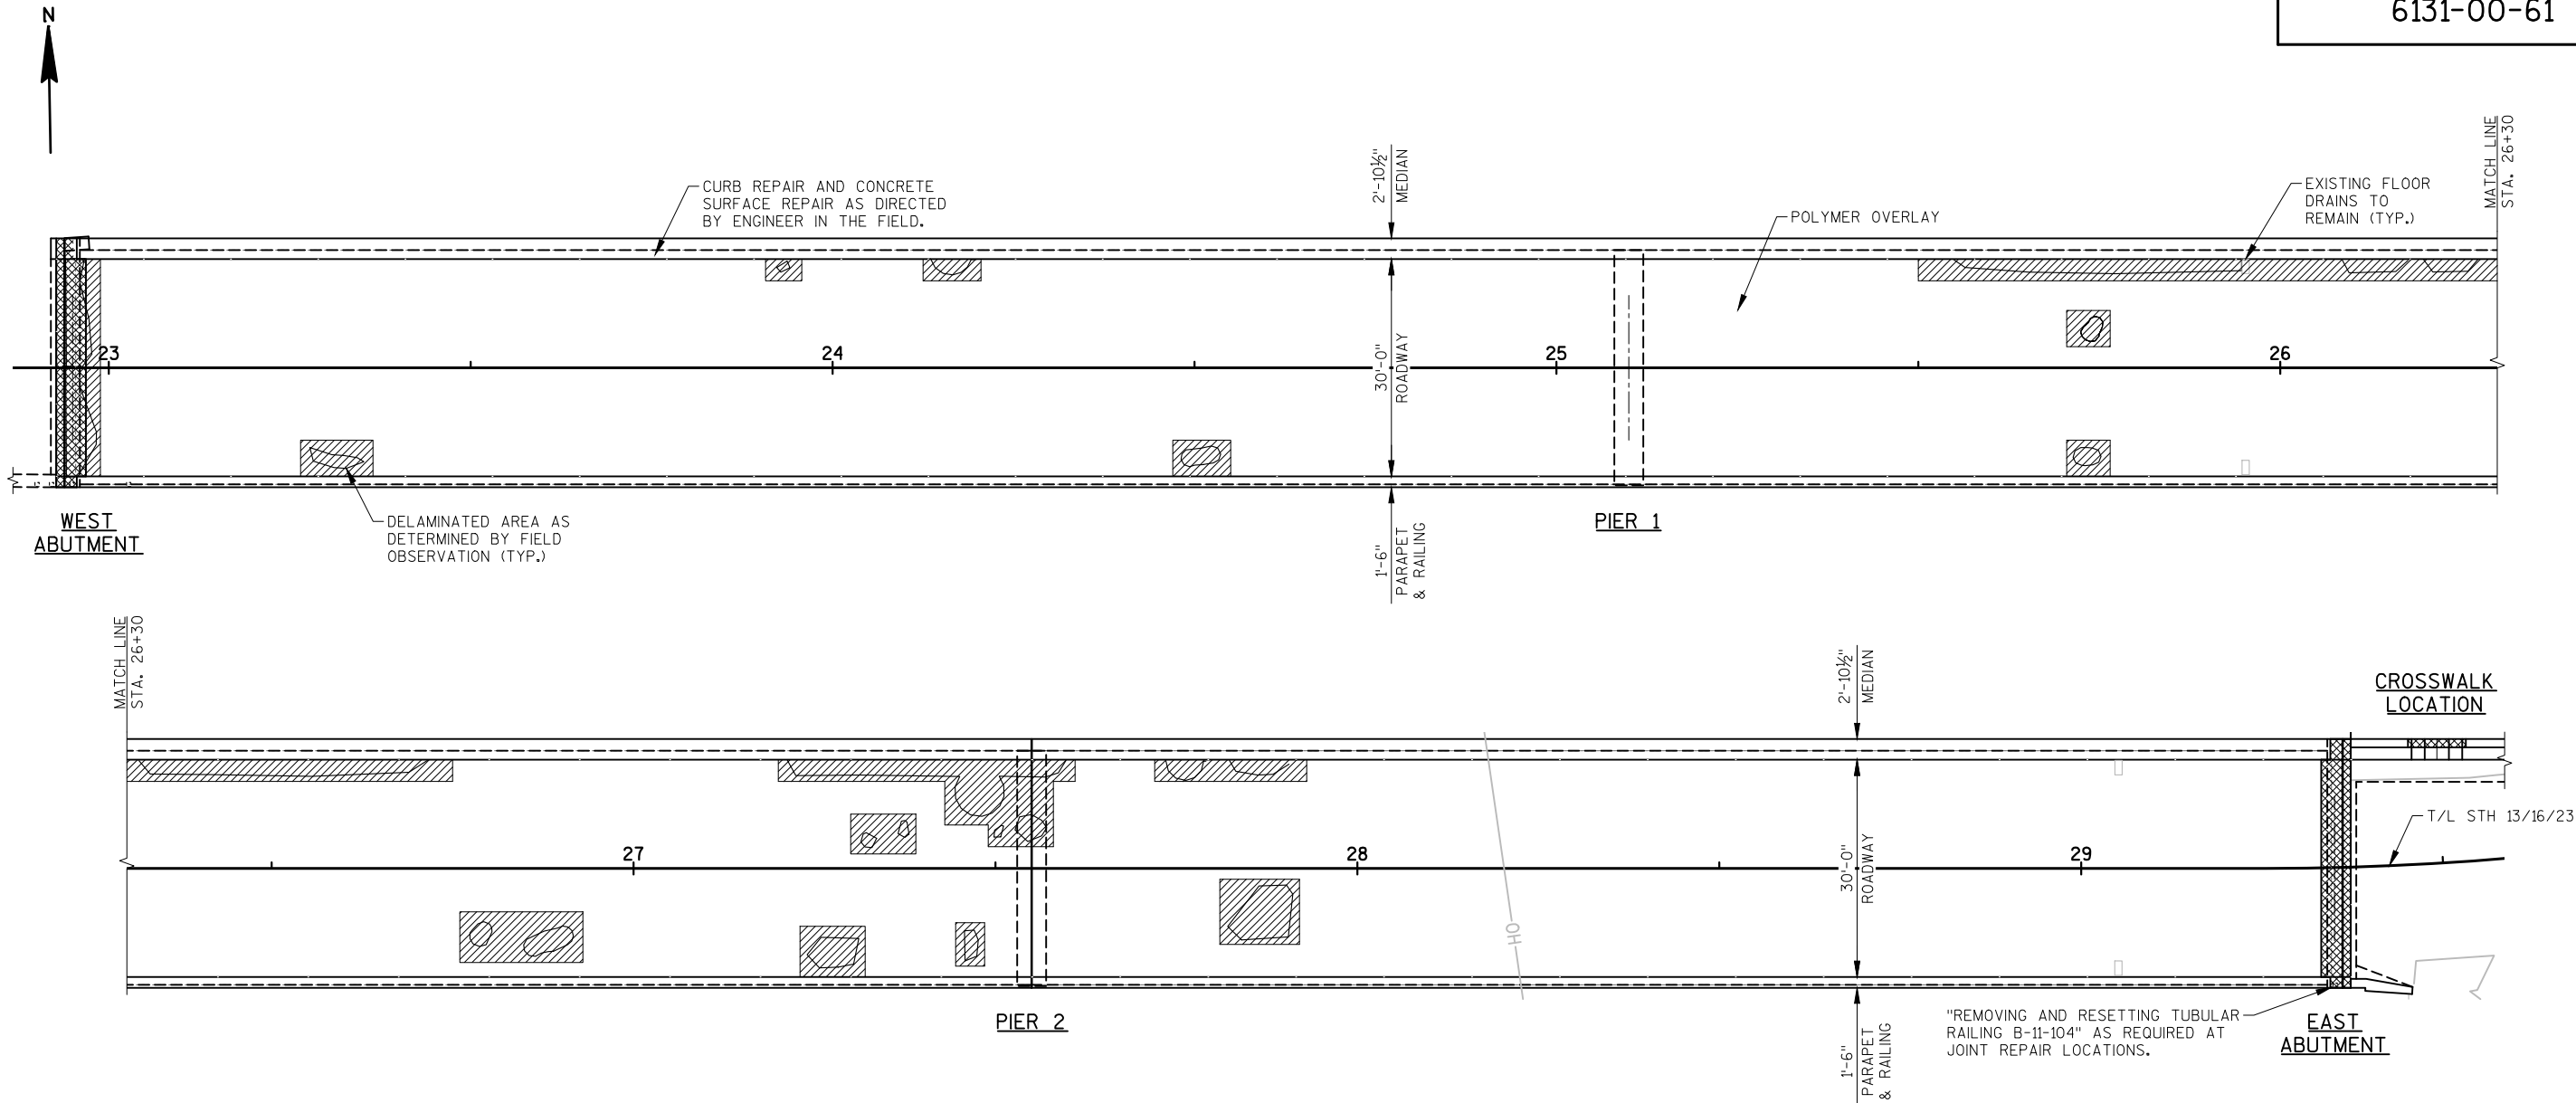 6131-00-61
N
MATCH LINE
STA. 26+30
2'-10½"
MEDIAN
CURB REPAIR AND CONCRETE
SURFACE REPAIR AS DIRECTED
BY ENGINEER IN THE FIELD.
EXISTING FLOOR
DRAINS TO
REMAIN (TYP.)
POLYMER OVERLAY
23
24
25
26
30'-0"
ROADWAY
WEST
ABUTMENT
DELAMINATED AREA AS
DETERMINED BY FIELD
OBSERVATION (TYP.)
PIER 1
1'-6"
PARAPET
& RAILING
MATCH LINE
STA. 26+30
2'-10½"
MEDIAN
CROSSWALK
LOCATION
T/L STH 13/16/23
27
28
29
30'-0"
ROADWAY
OH
PIER 2
"REMOVING AND RESETTING TUBULAR
RAILING B-11-104" AS REQUIRED AT
JOINT REPAIR LOCATIONS.
EAST
ABUTMENT
1'-6"
PARAPET
& RAILING